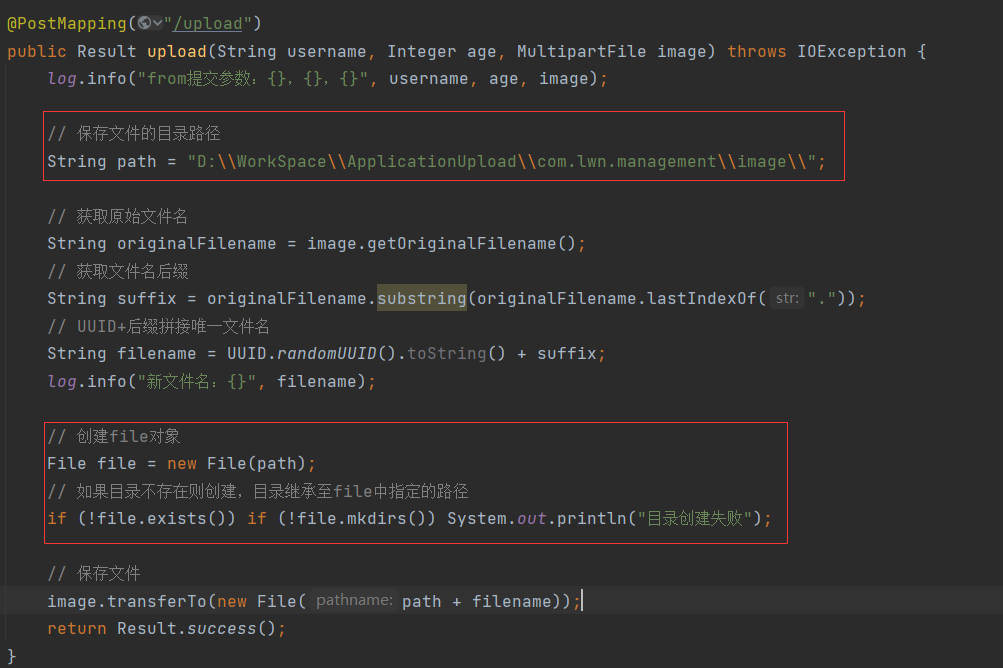 @PostMapping("/upload")
public Result upload(String username, Integer age, MultipartFile image) throws IOException {
log.info("from提交参数: {}, {}, {}", username, age, image);
// 保存文件的目录路径
String path = "D:\\WorkSpace\\ApplicationUpload\\com.lwn.management\\image\\";
// 获取原始文件名
String originalFilename = image.getOriginalFilename();
// 获取文件名后缀
String suffix = originalFilename.substring(originalFilename.lastIndexOf( str: "."));
// UUID+后缀拼接唯一文件名
String filename = UUID.randomUUID().toString() + suffix;
log.info("新文件名: {}", filename);
// 创建file对象
File file = new File(path);
// 如果目录不存在则创建, 目录继承至file中指定的路径
if (!file.exists()) if (!file.mkdirs()) System.out.println("目录创建失败");
// 保存文件
image.transferTo(new File( pathname: path + filename));
return Result.success();
}